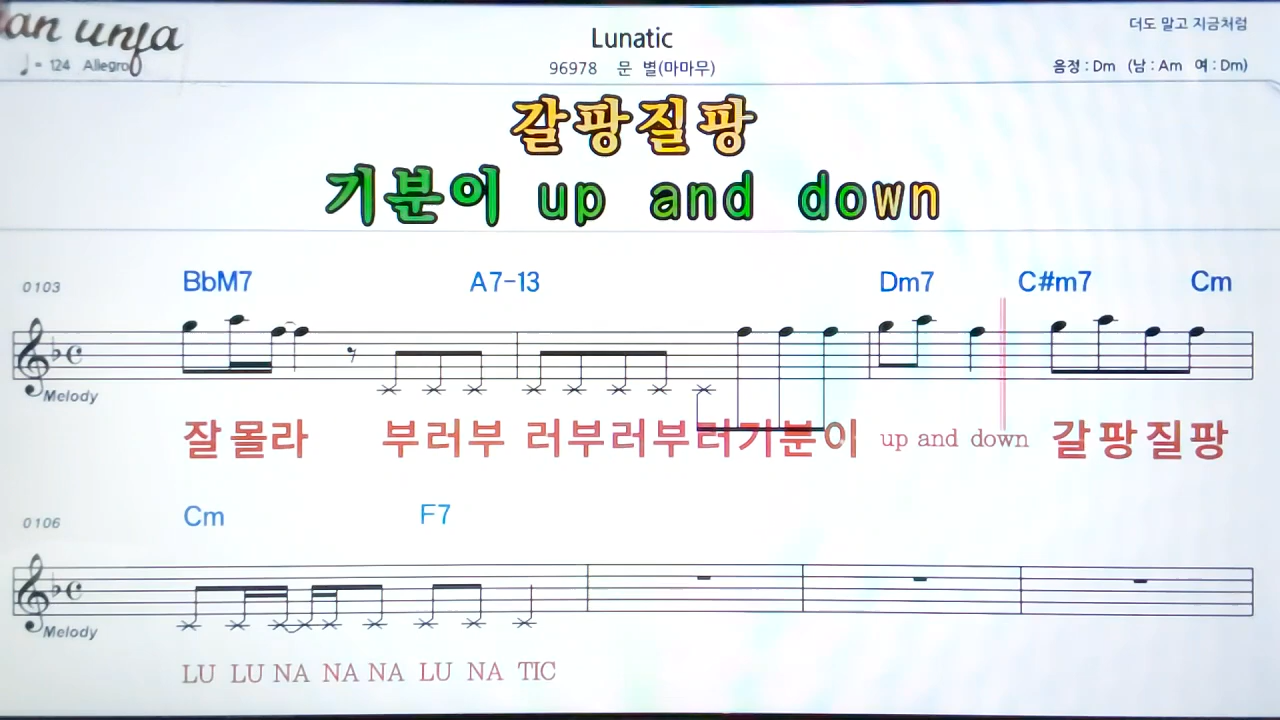 더도 말고 지금처럼
Lunatic
♩ = 124 Allegro
96978 문 별(마마무)
음정 : Dm (남 : Am 여 : Dm)
갈팡질팡
기분이 up and down
0103 BbM7 A7-13 Dm7 C#m7 Cm
Melody
잘몰라 부러부 러부러부터기분이 up and down 갈팡질팡
0106 Cm F7
Melody
LU LU NA NA NA LU NA TIC